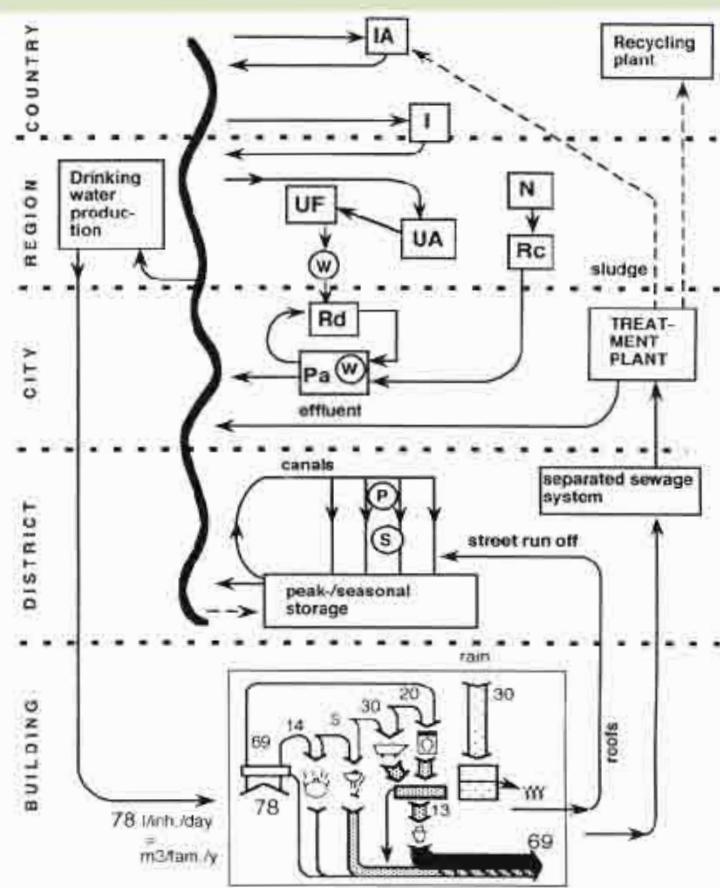 COUNTRY
IA
Recycling
plant
I
REGION
Drinking
water
produc-
tion
UF
UA
N
Rc
W
sludge
CITY
Rd
Pa
W
TREAT-
MENT
PLANT
effluent
DISTRICT
canals
P
S
separated sewage
system
street run off
peak-/seasonal
storage
BUILDING
rain
20
30
30
5
14
69
78
13
69
roofs
78 l/inh./day
=
m3/fam./y